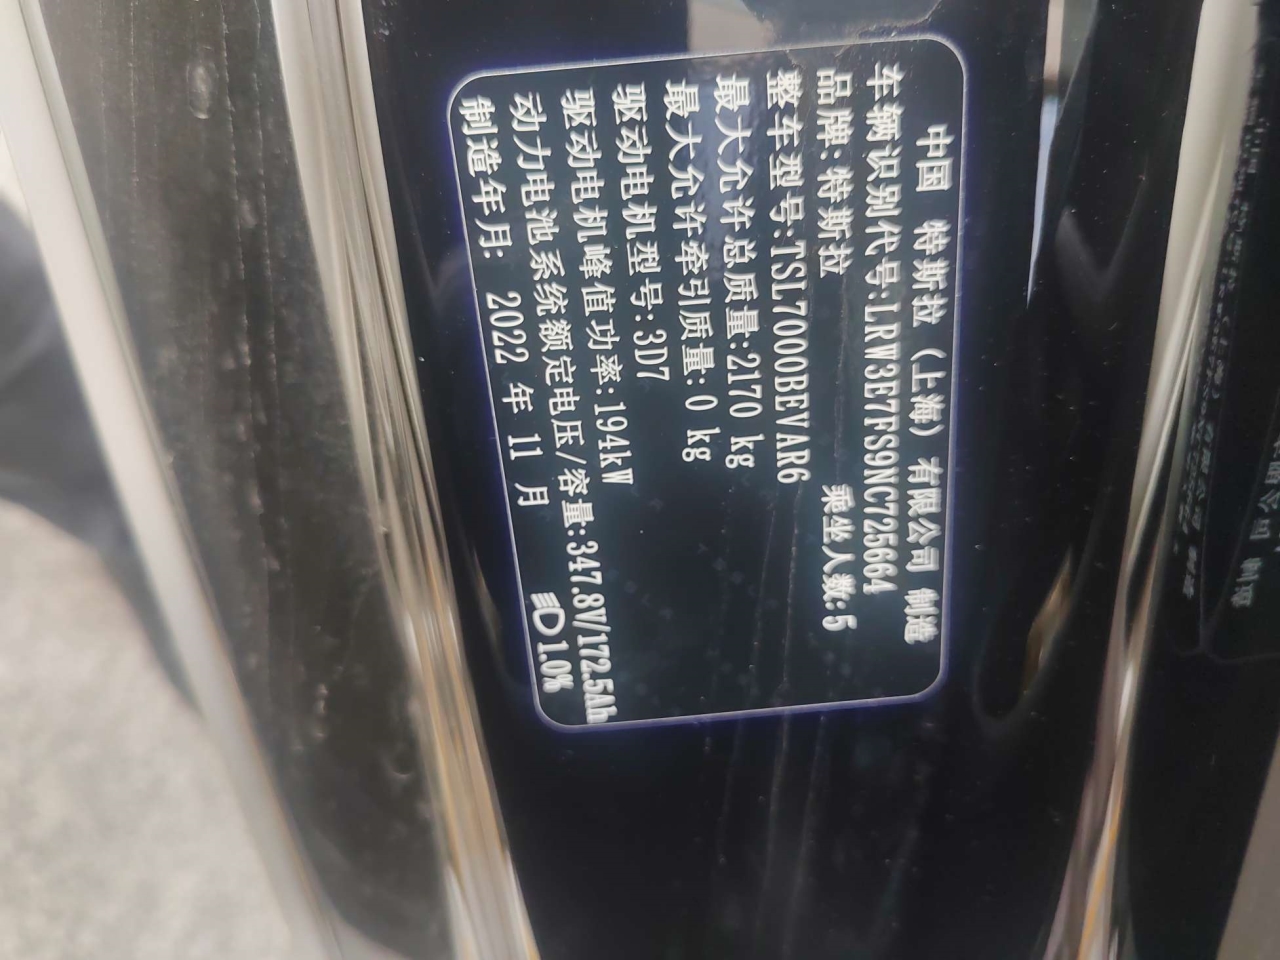 中国 特斯拉（上海）有限公司 制造
车辆识别代号:LRW3E7FS9NC725664
品牌:特斯拉 乘坐人数:5
整车型号:TSL7000BEVAR6
最大允许总质量:2170 kg
最大允许牵引质量:0 kg
驱动电机型号:3D7
驱动电机峰值功率:194kW
动力电池系统额定电压/容量:347.8V/172.5Ah
制造年月: 2022 年 11 月 1.0%